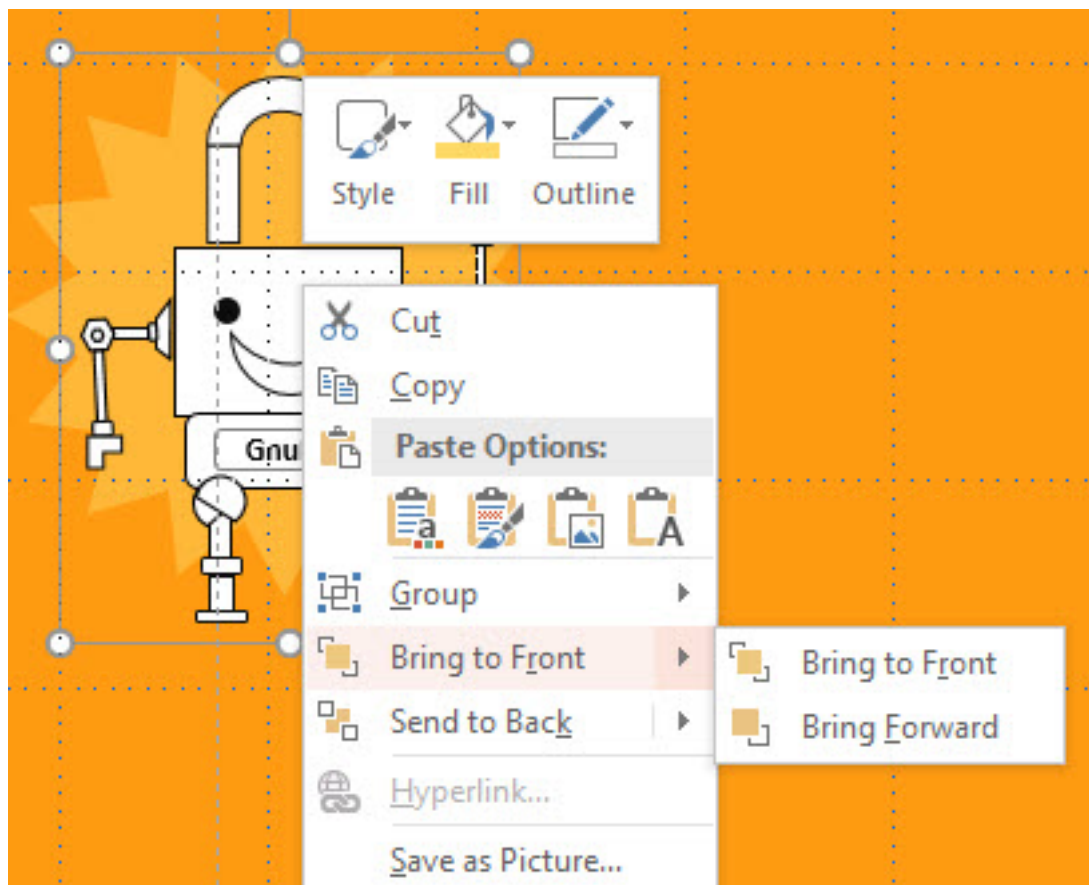 Style Fill Outline
Cut
Copy
Gnu
Paste Options:
Group
Bring to Front
Bring to Front
Send to Back
Bring Forward
Hyperlink...
Save as Picture...